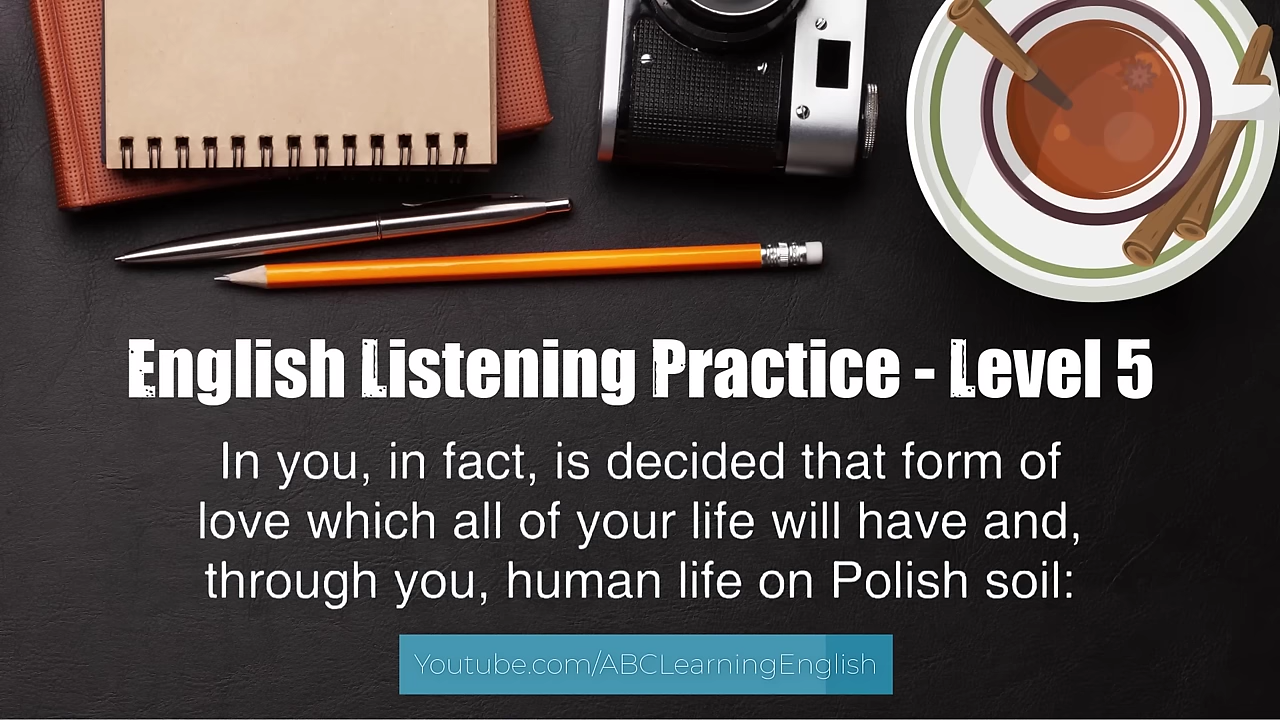 English Listening Practice - Level 5
In you, in fact, is decided that form of
love which all of your life will have and,
through you, human life on Polish soil:
Youtube.com/ABCLearningEnglish